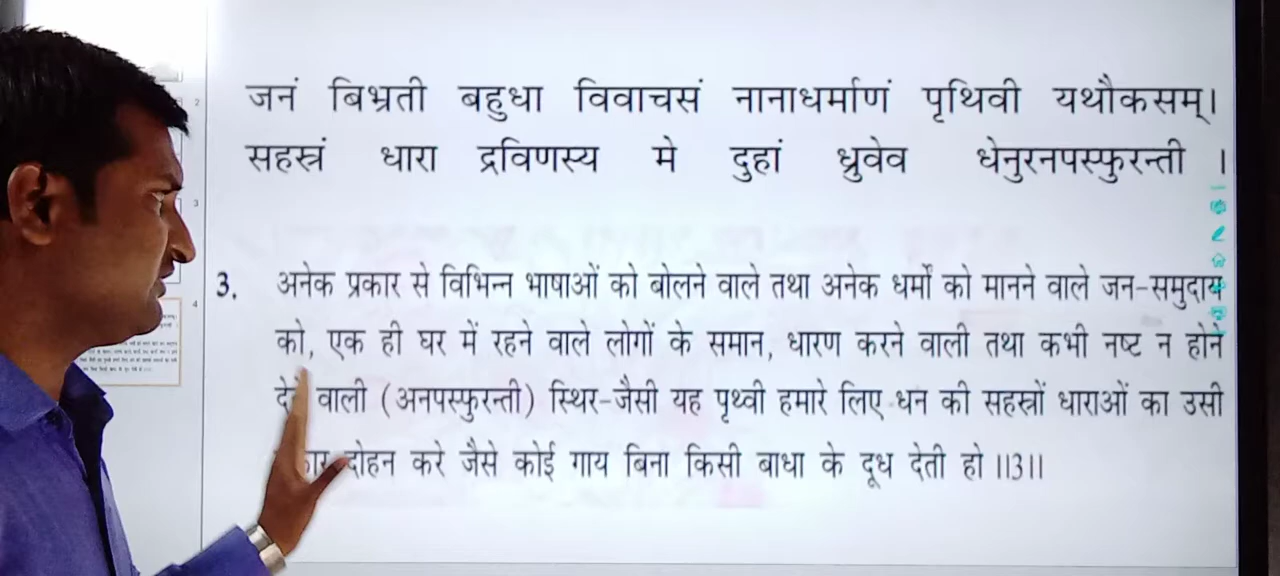 जनं बिभ्रती बहुधा विवाचसं नानाधर्माणं पृथिवी यथौकसम्।
सहस्त्रं धारा द्रविणस्य मे दुहां ध्रुवेव धेनुरनपस्फुरन्ती ।
3. अनेक प्रकार से विभिन्न भाषाओं को बोलने वाले तथा अनेक धर्मों को मानने वाले जन-समुदाय
को, एक ही घर में रहने वाले लोगों के समान, धारण करने वाली तथा कभी नष्ट न होने
वाली (अनपस्फुरन्ती) स्थिर-जैसी यह पृथ्वी हमारे लिए धन की सहस्रों धाराओं का उसी
दोहन करे जैसे कोई गाय बिना किसी बाधा के दूध देती हो ।।3।।